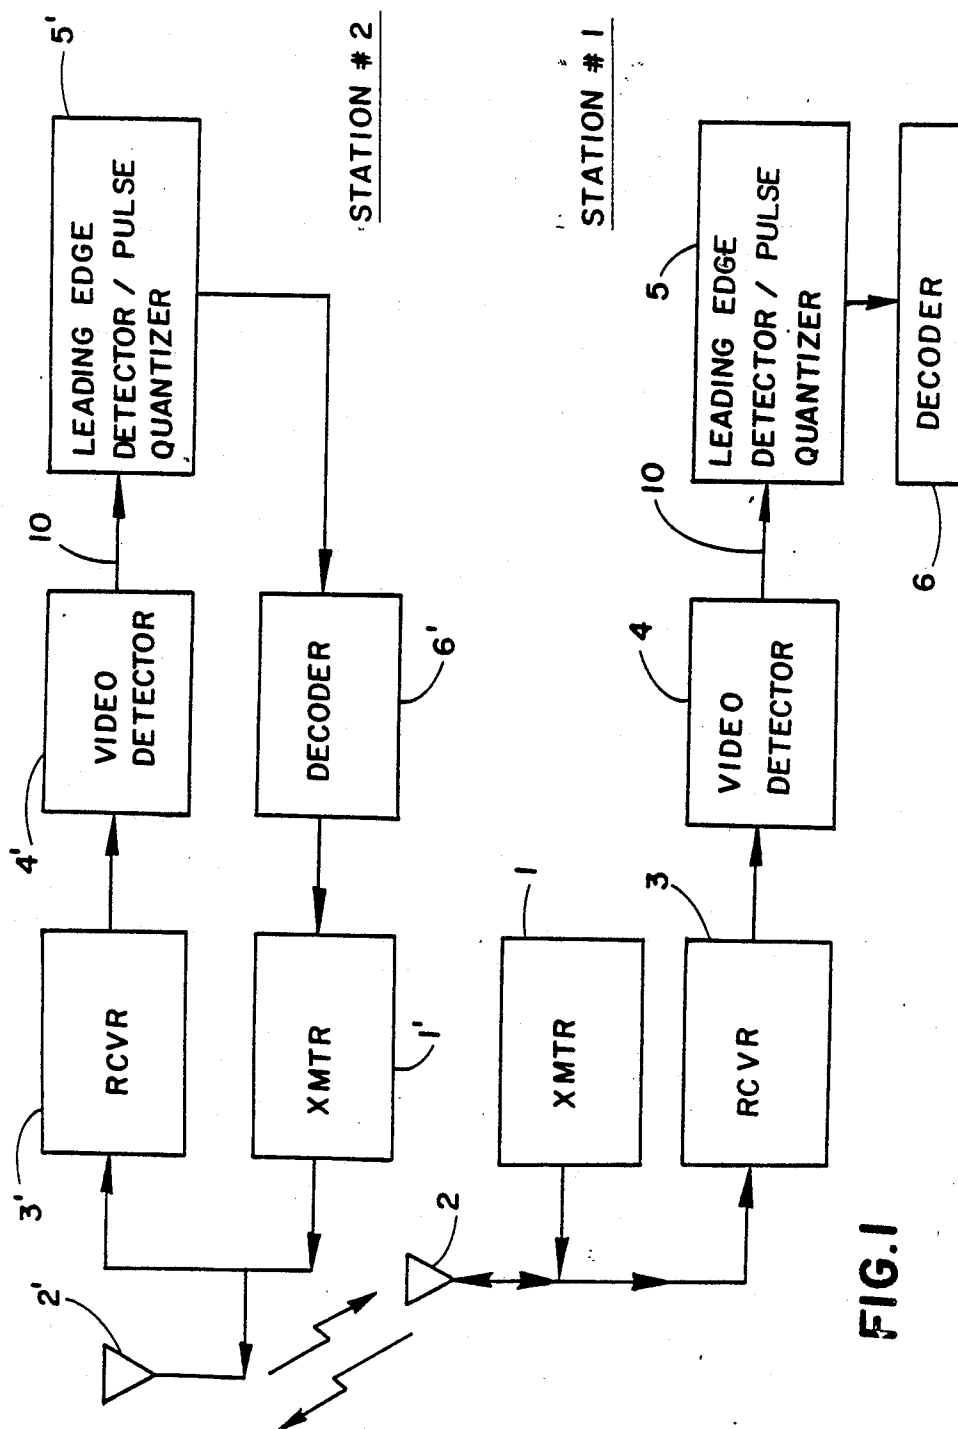 2'
3'
RCVR
4'
VIDEO
DETECTOR
10
LEADING EDGE
DETECTOR / PULSE
QUANTIZER
5'
XMTR
1'
DECODER
6'
STATION # 2
2
XMTR
1
STATION # 1
RCVR
3
VIDEO
DETECTOR
4
10
LEADING EDGE
DETECTOR / PULSE
QUANTIZER
5
DECODER
6
FIG.1